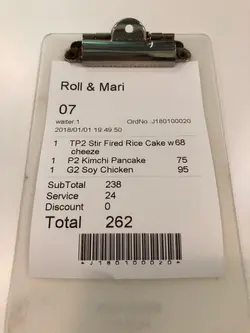 Roll & Mari
07
waiter:1 OrdNo.:J180100020
2018/01/01 19:49:50
1 TP2 Stir Fired Rice Cake w68
cheeze
1 P2 Kimchi Pancake 75
1 G2 Soy Chicken 95
SubTotal 238
Service 24
Discount 0
Total 262
*J180100020*